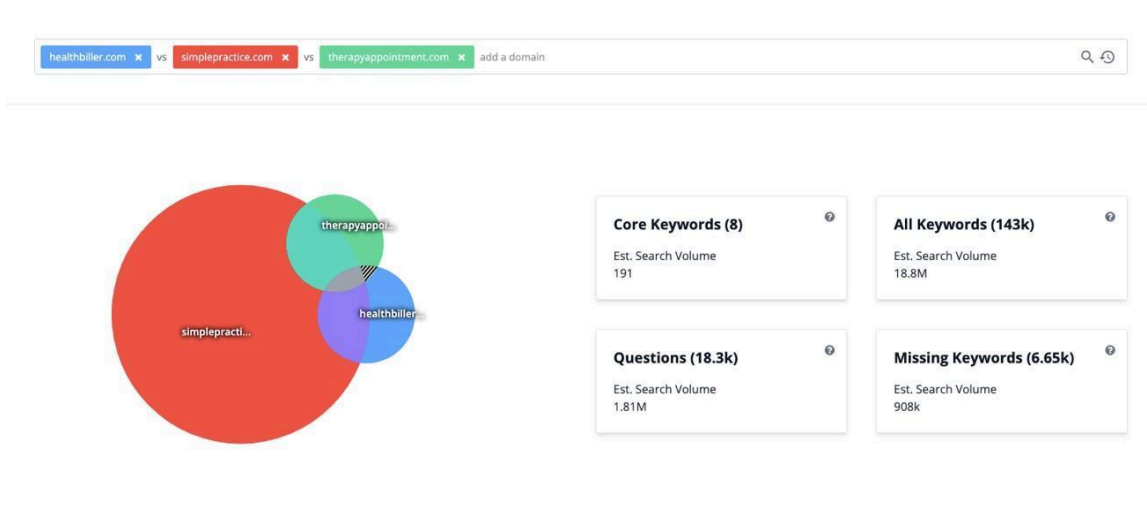 healthbiller.com × vs simplepractice.com × vs therapyappointment.com × add a domain
therapyappoi...
healthbiller...
simplepracti...
Core Keywords (8)
Est. Search Volume
191
All Keywords (143k)
Est. Search Volume
18.8M
Questions (18.3k)
Est. Search Volume
1.81M
Missing Keywords (6.65k)
Est. Search Volume
908k